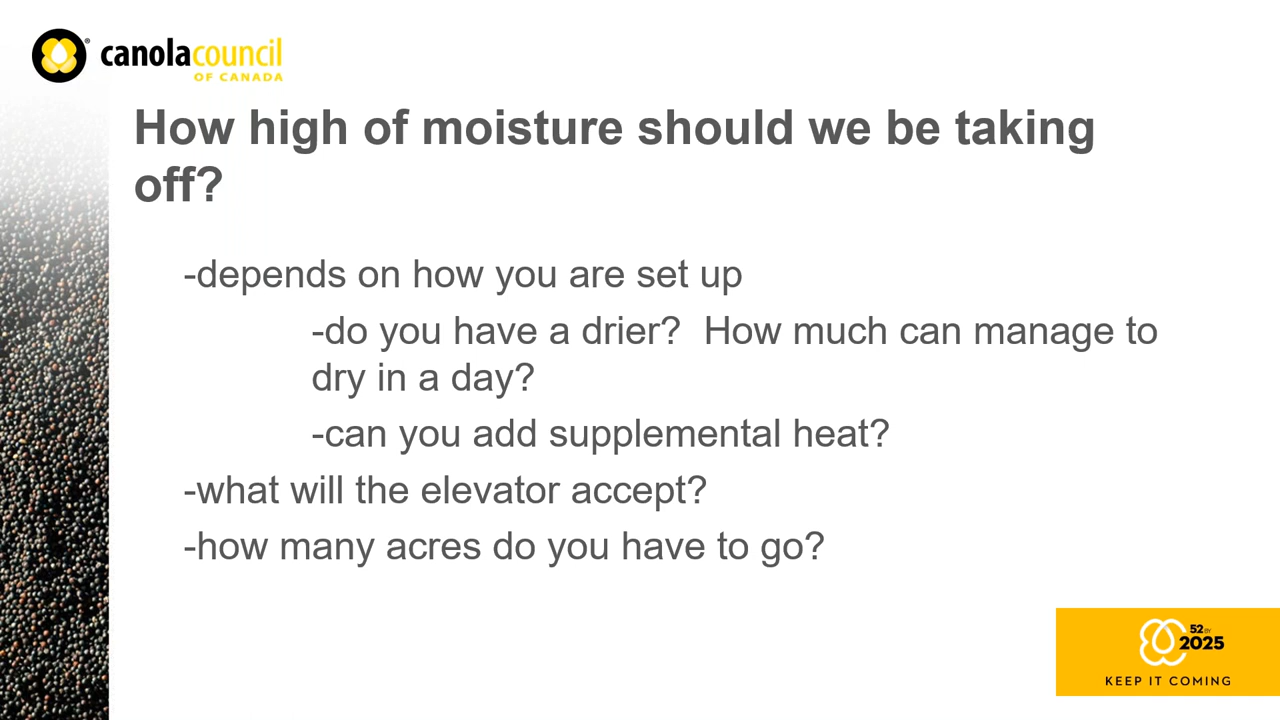 canolacouncil
OF CANADA
How high of moisture should we be taking
off?
-depends on how you are set up
-do you have a drier?  How much can manage to
dry in a day?
-can you add supplemental heat?
-what will the elevator accept?
-how many acres do you have to go?
52 BY
2025
KEEP IT COMING